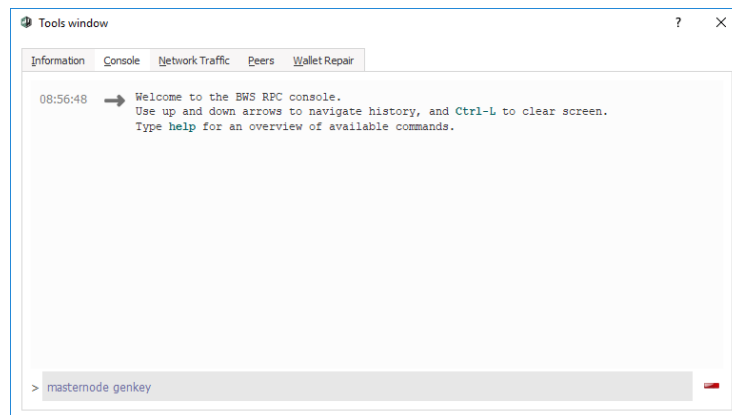 Tools window
?
Information Console Network Traffic Peers Wallet Repair
08:56:48 Welcome to the BWS RPC console.
Use up and down arrows to navigate history, and Ctrl-L to clear screen.
Type help for an overview of available commands.
> masternode genkey